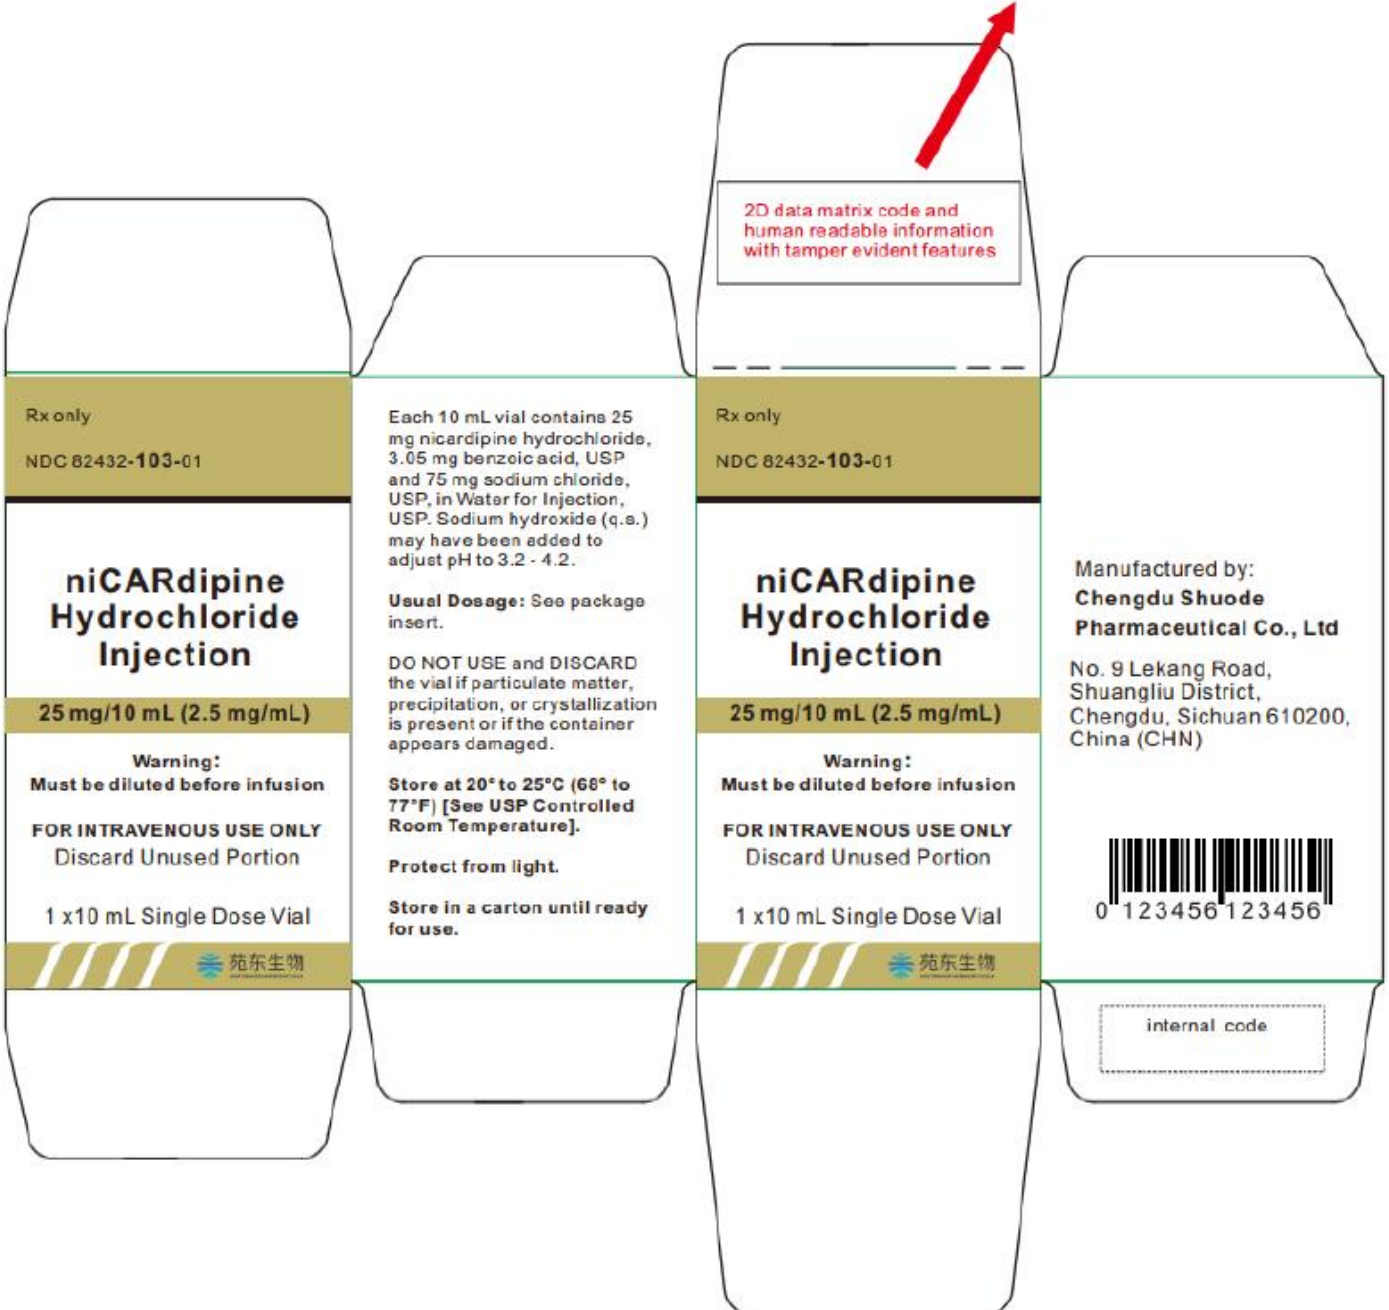 2D data matrix code and
human readable information
with tamper evident features
Rx only
NDC 82432-103-01
niCARdipine
Hydrochloride
Injection
25 mg/10 mL (2.5 mg/mL)
Warning:
Must be diluted before infusion
FOR INTRAVENOUS USE ONLY
Discard Unused Portion
1 x10 mL Single Dose Vial
苑东生物
Each 10 mL vial contains 25
mg nicardipine hydrochloride,
3.05 mg benzoic acid, USP
and 75 mg sodium chloride,
USP, in Water for Injection,
USP. Sodium hydroxide (q.s.)
may have been added to
adjust pH to 3.2 - 4.2.
Usual Dosage: See package
insert.
DO NOT USE and DISCARD
the vial if particulate matter,
precipitation, or crystallization
is present or if the container
appears damaged.
Store at 20° to 25°C (68° to
77°F) [See USP Controlled
Room Temperature].
Protect from light.
Store in a carton until ready
for use.
Rx only
NDC 82432-103-01
niCARdipine
Hydrochloride
Injection
25 mg/10 mL (2.5 mg/mL)
Warning:
Must be diluted before infusion
FOR INTRAVENOUS USE ONLY
Discard Unused Portion
1 x10 mL Single Dose Vial
苑东生物
Manufactured by:
Chengdu Shuode
Pharmaceutical Co., Ltd
No. 9 Lekang Road,
Shuangliu District,
Chengdu, Sichuan 610200,
China (CHN)
0 123456 123456
internal code